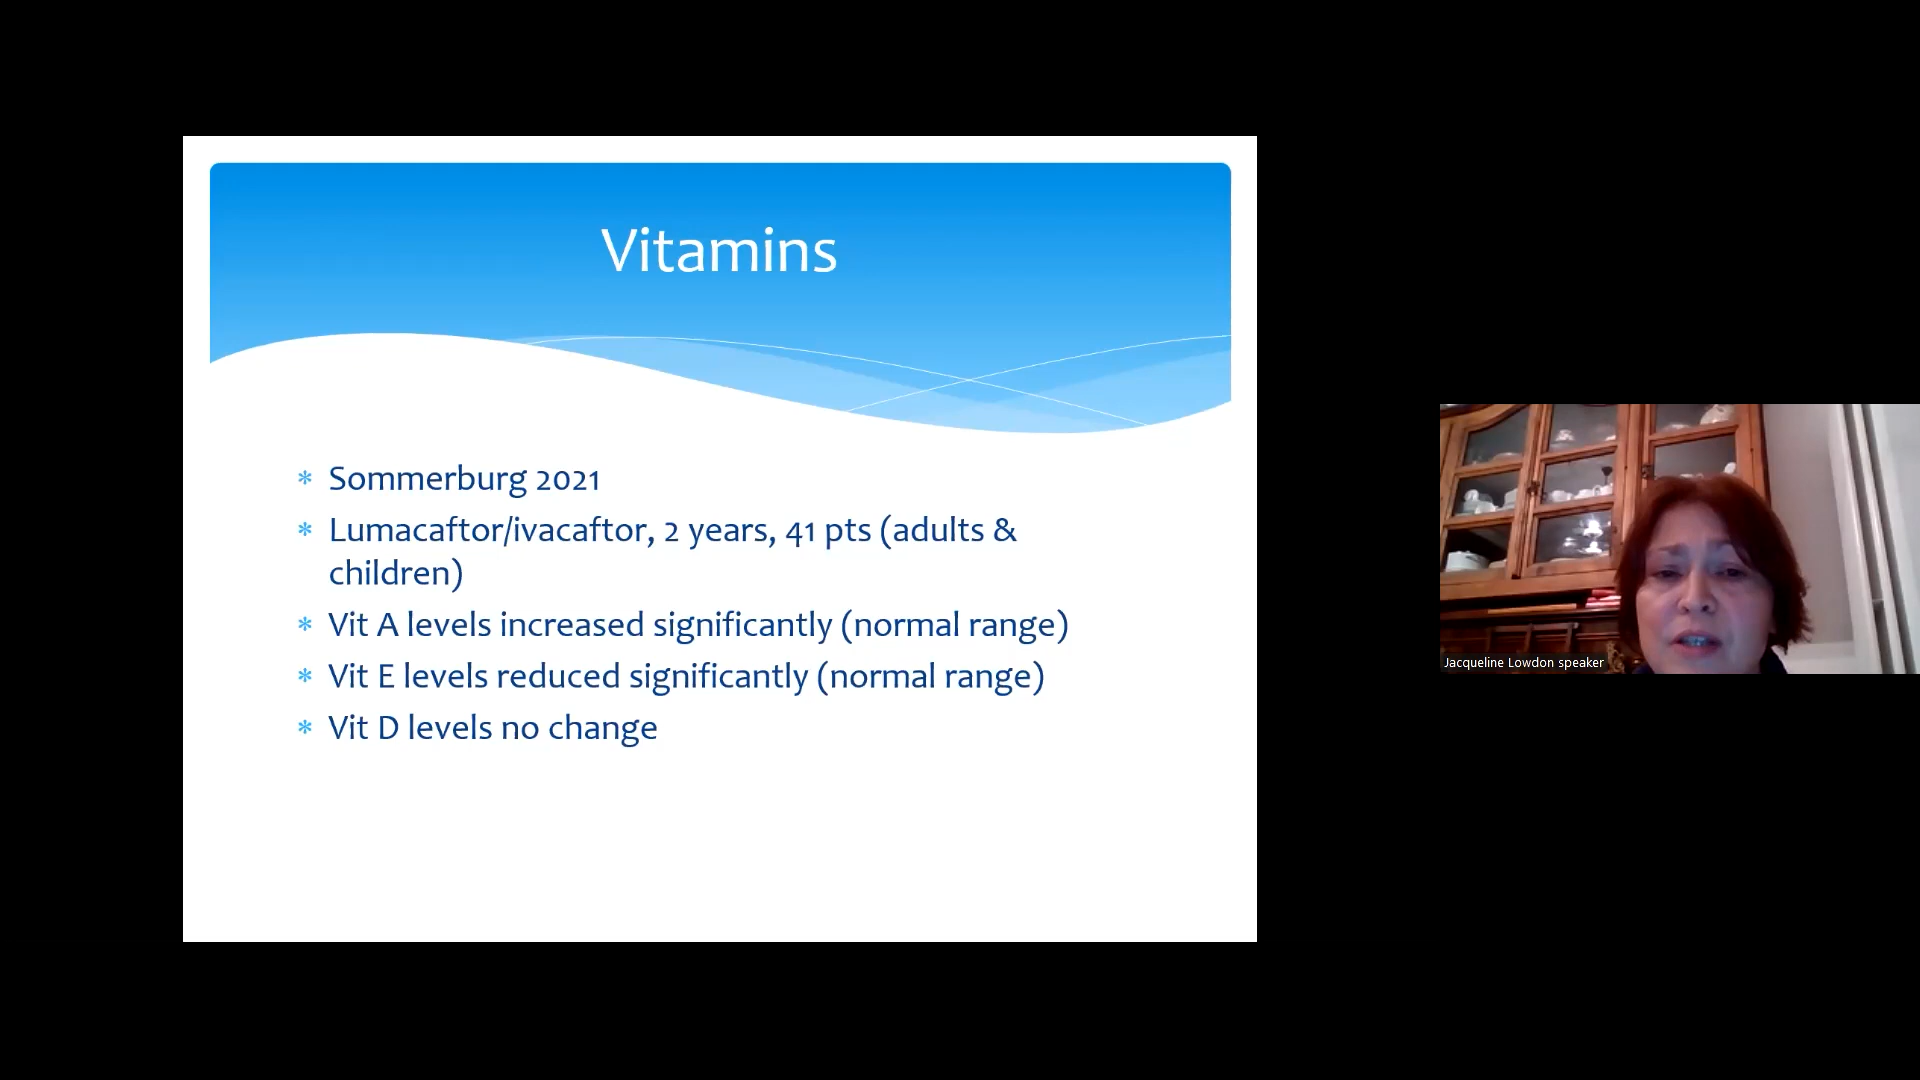 Vitamins
* Sommerburg 2021
* Lumacaftor/ivacaftor, 2 years, 41 pts (adults &
children)
* Vit A levels increased significantly (normal range)
* Vit E levels reduced significantly (normal range)
* Vit D levels no change
Jacqueline Lowdon speaker